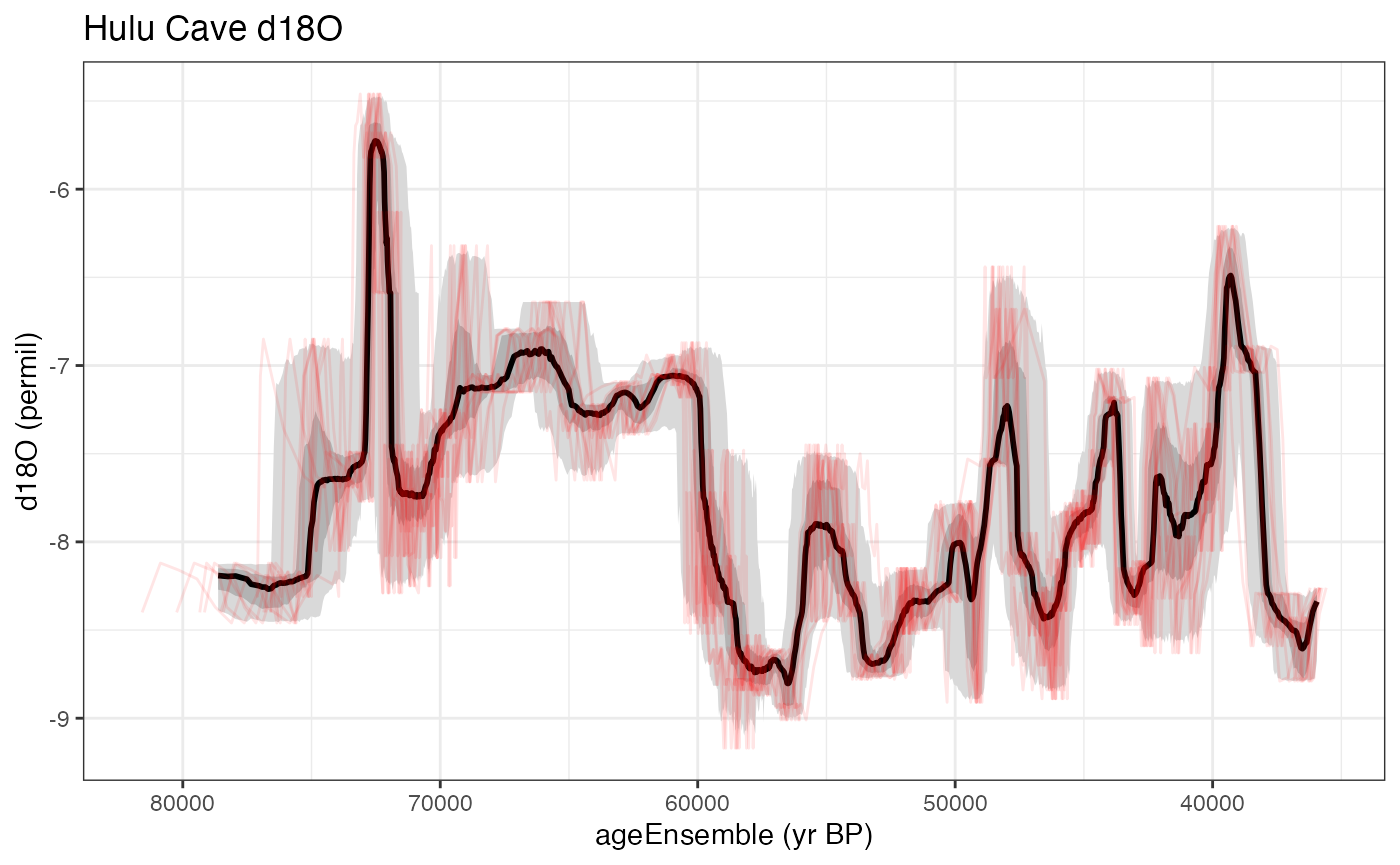 Hulu Cave d18O
d18O (permil)
-6
-7
-8
-9
80000 70000 60000 50000 40000
ageEnsemble (yr BP)